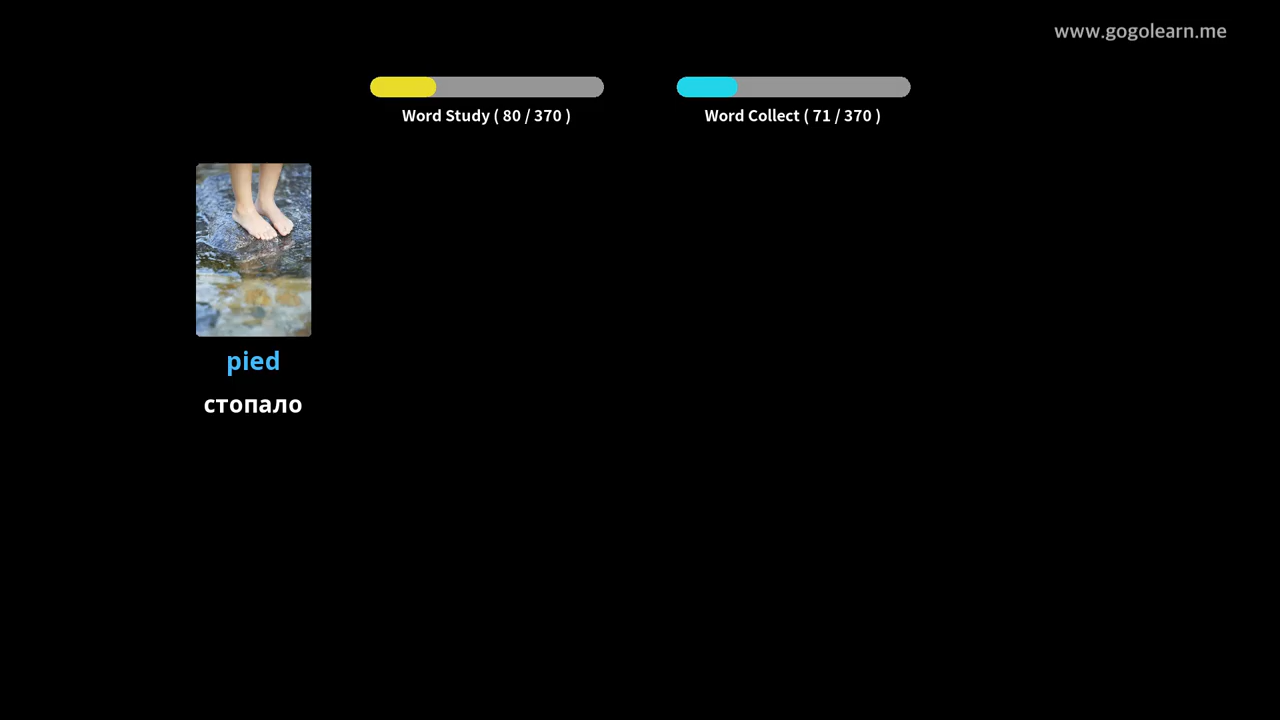 www.gogolearn.me
Word Study ( 80 / 370 )
Word Collect ( 71 / 370 )
pied
стопало